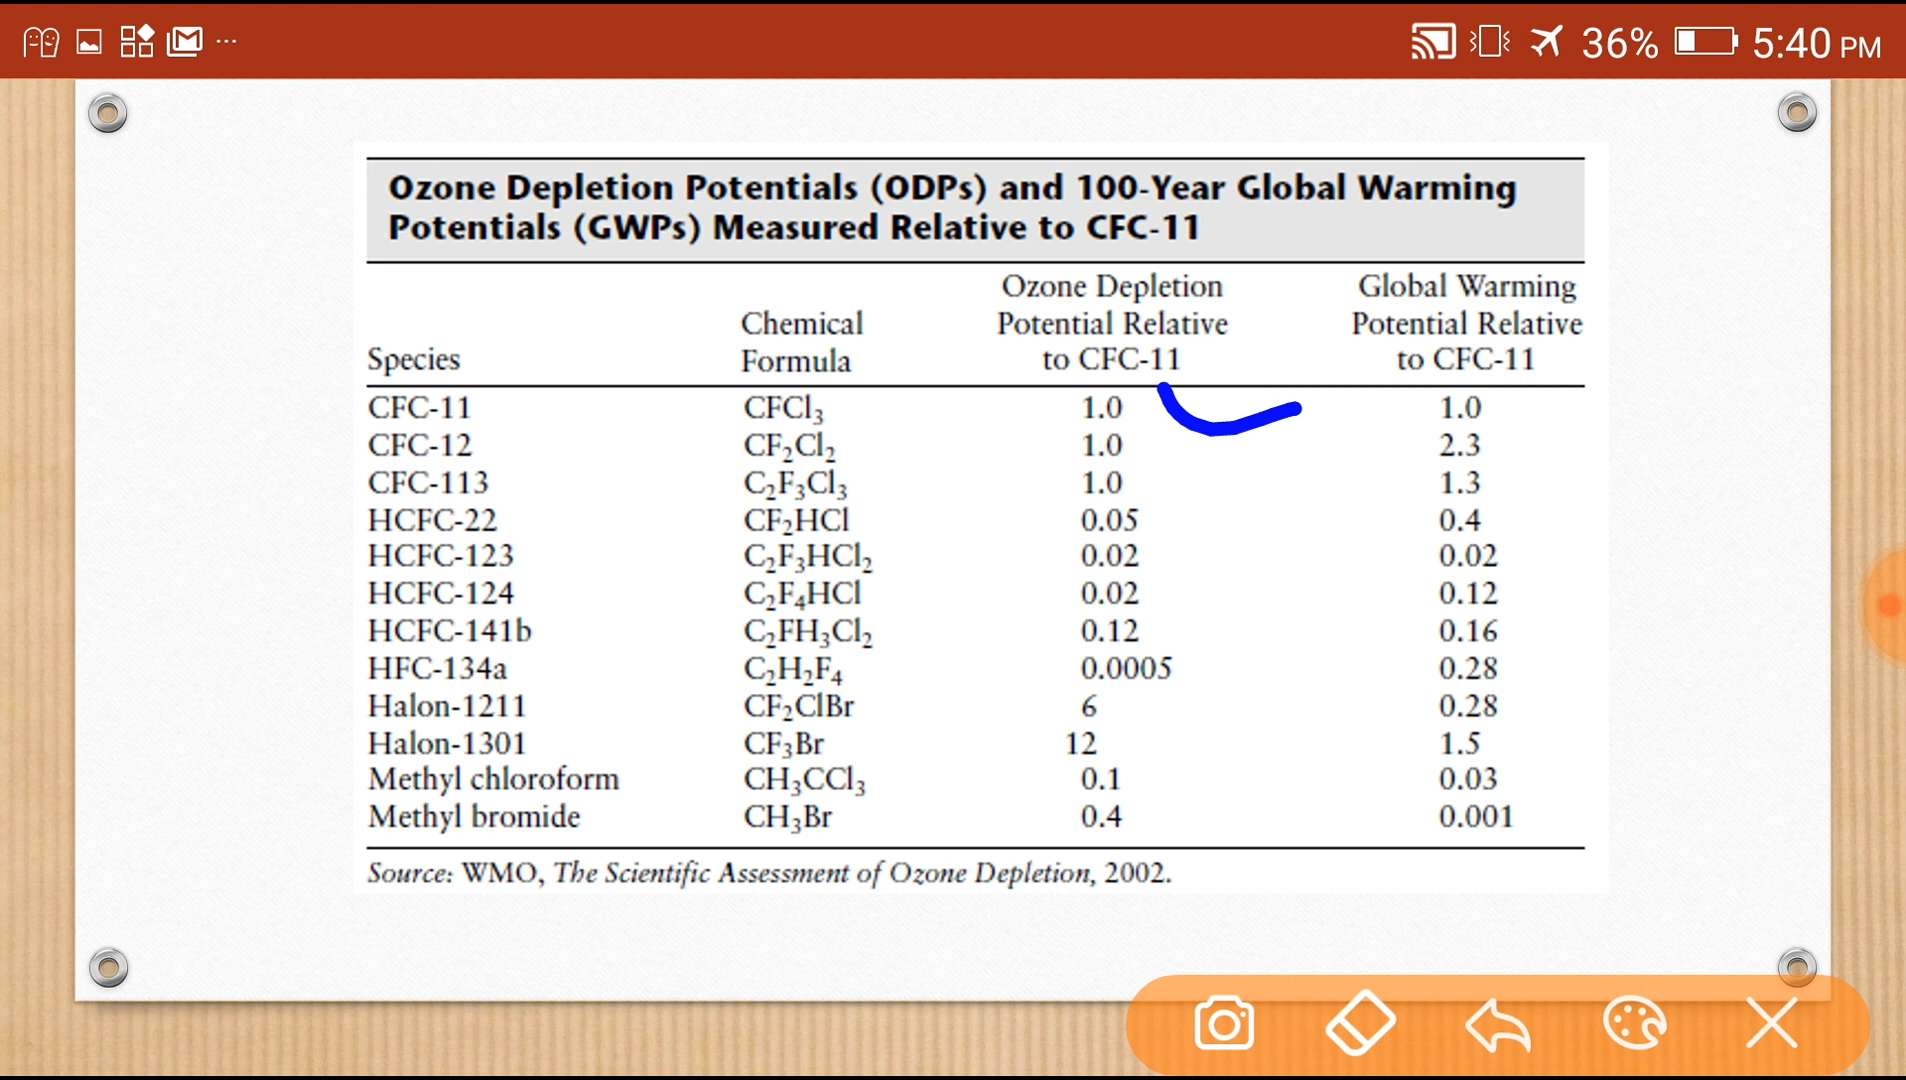 36% 5:40 PM
Ozone Depletion Potentials (ODPs) and 100-Year Global Warming
Potentials (GWPs) Measured Relative to CFC-11
Species Chemical Formula Ozone Depletion Potential Relative to CFC-11 Global Warming Potential Relative to CFC-11
CFC-11 CFCl₃ 1.0 1.0
CFC-12 CF₂Cl₂ 1.0 2.3
CFC-113 C₂F₃Cl₃ 1.0 1.3
HCFC-22 CF₂HCl 0.05 0.4
HCFC-123 C₂F₃HCl₂ 0.02 0.02
HCFC-124 C₂F₄HCl 0.02 0.12
HCFC-141b C₂FH₃Cl₂ 0.12 0.16
HFC-134a C₂H₂F₄ 0.0005 0.28
Halon-1211 CF₂ClBr 6 0.28
Halon-1301 CF₃Br 12 1.5
Methyl chloroform CH₃CCl₃ 0.1 0.03
Methyl bromide CH₃Br 0.4 0.001
Source: WMO, The Scientific Assessment of Ozone Depletion, 2002.